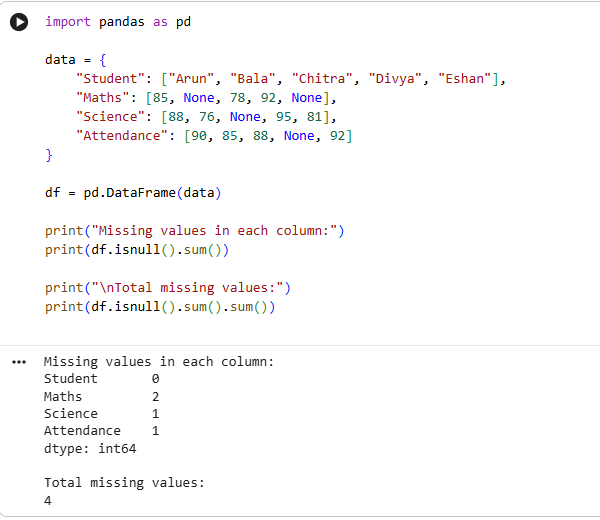 import pandas as pd

data = {
    "Student": ["Arun", "Bala", "Chitra", "Divya", "Eshan"],
    "Maths": [85, None, 78, 92, None],
    "Science": [88, 76, None, 95, 81],
    "Attendance": [90, 85, 88, None, 92]
}

df = pd.DataFrame(data)

print("Missing values in each column:")
print(df.isnull().sum())

print("\nTotal missing values:")
print(df.isnull().sum().sum())

Missing values in each column:
Student       0
Maths         2
Science       1
Attendance    1
dtype: int64

Total missing values:
4